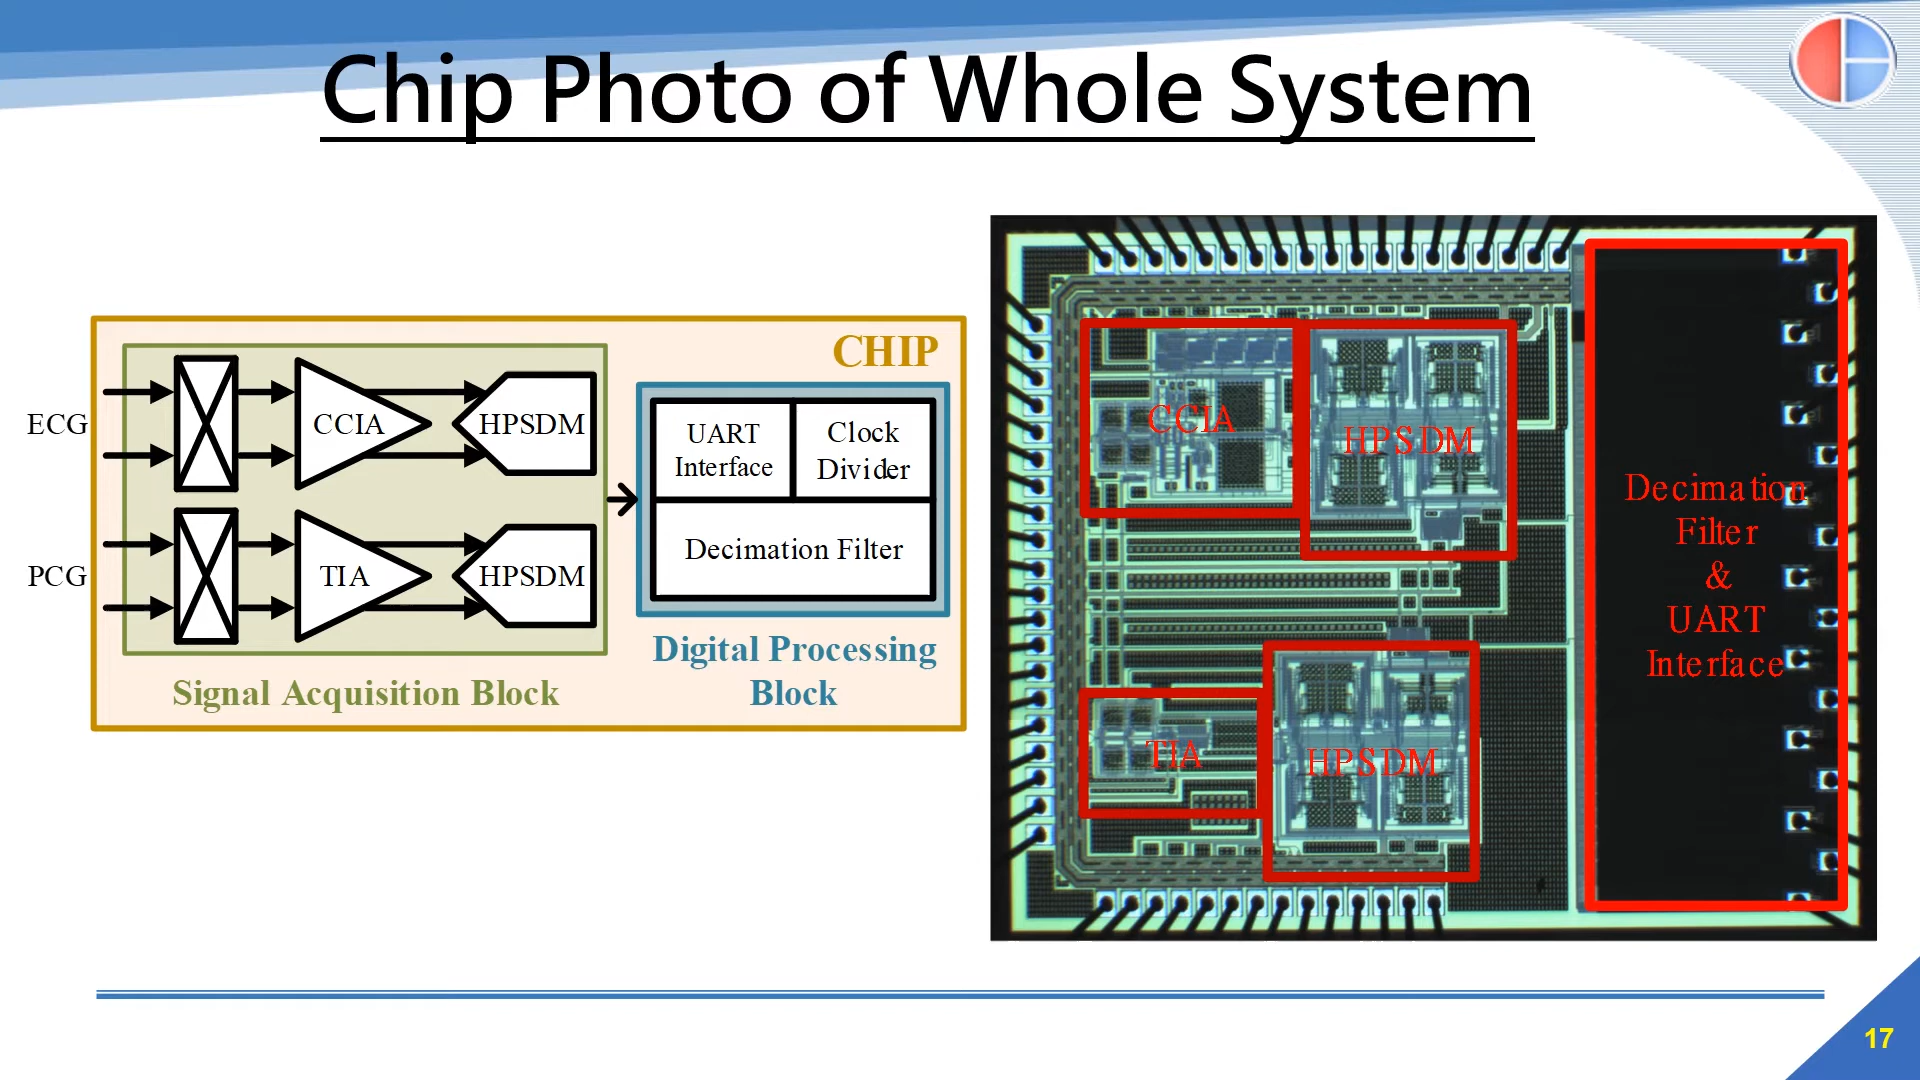 Chip Photo of Whole System
CHIP
ECG
CCIA
HPSDM
PCG
TIA
HPSDM
UART
Interface
Clock
Divider
Decimation Filter
Signal Acquisition Block
Digital Processing
Block
CCIA
HPSDM
TIA
HPSDM
Decimation
Filter
&
UART
Interface
17